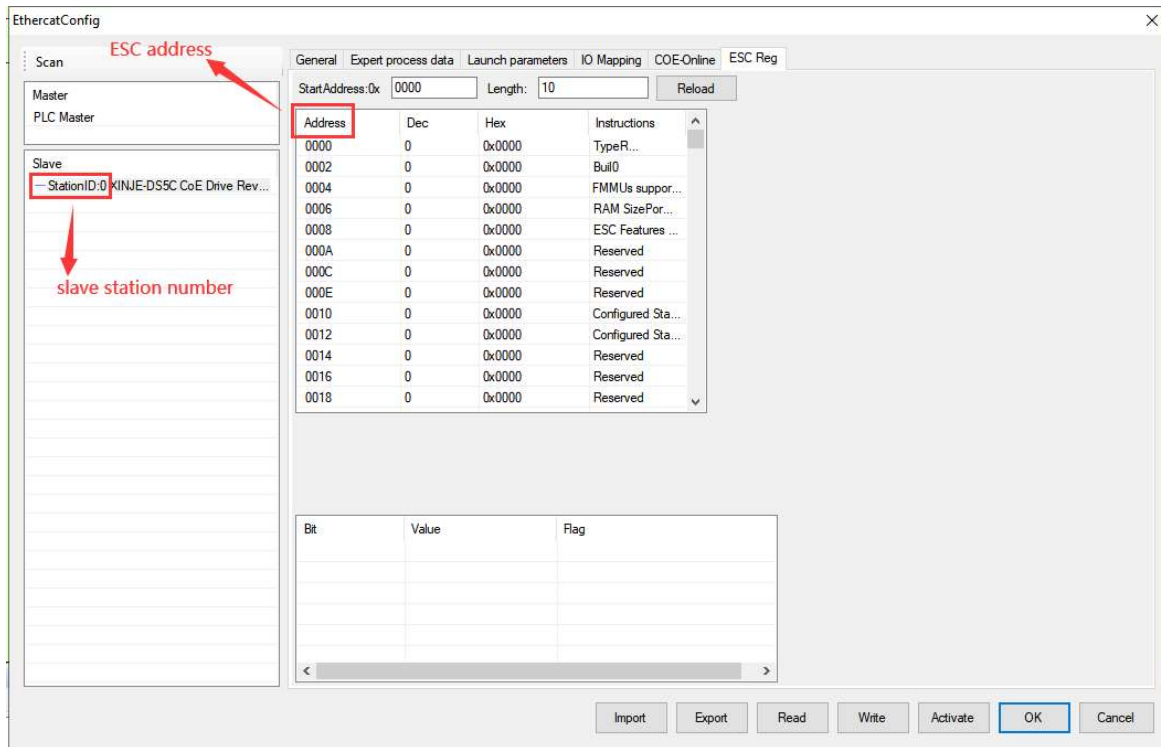 EthercatConfig
ESC address
Scan
General Expert process data Launch parameters IO Mapping COE-Online ESC Reg
StartAddress:0x 0000 Length: 10 Reload
Master
PLC Master
Slave
StationID:0 XINJE-DS5C CoE Drive Rev...
slave station number
Address Dec Hex Instructions
0000 0 0x0000 TypeR...
0002 0 0x0000 Buil0
0004 0 0x0000 FMMUs suppor...
0006 0 0x0000 RAM SizePor...
0008 0 0x0000 ESC Features ...
000A 0 0x0000 Reserved
000C 0 0x0000 Reserved
000E 0 0x0000 Reserved
0010 0 0x0000 Configured Sta...
0012 0 0x0000 Configured Sta...
0014 0 0x0000 Reserved
0016 0 0x0000 Reserved
0018 0 0x0000 Reserved
Bit Value Flag
Import Export Read Write Activate OK Cancel